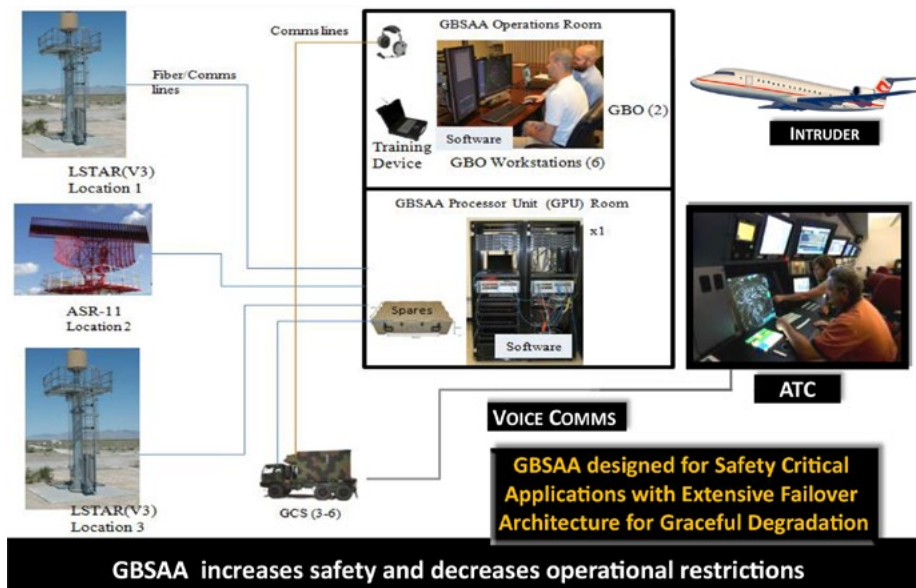 GBSAA Operations Room
Comms lines
Fiber/Comms
lines
Software
GBO (2)
Training
Device
GBO Workstations (6)
INTRUDER
LSTAR(V3)
Location 1
GBSAA Processor Unit (GPU) Room
x1
Spares
Software
ASR-11
Location 2
ATC
VOICE COMMS
LSTAR(V3)
Location 3
GCS (3-6)
GBSAA designed for Safety Critical
Applications with Extensive Failover
Architecture for Graceful Degradation
GBSAA increases safety and decreases operational restrictions